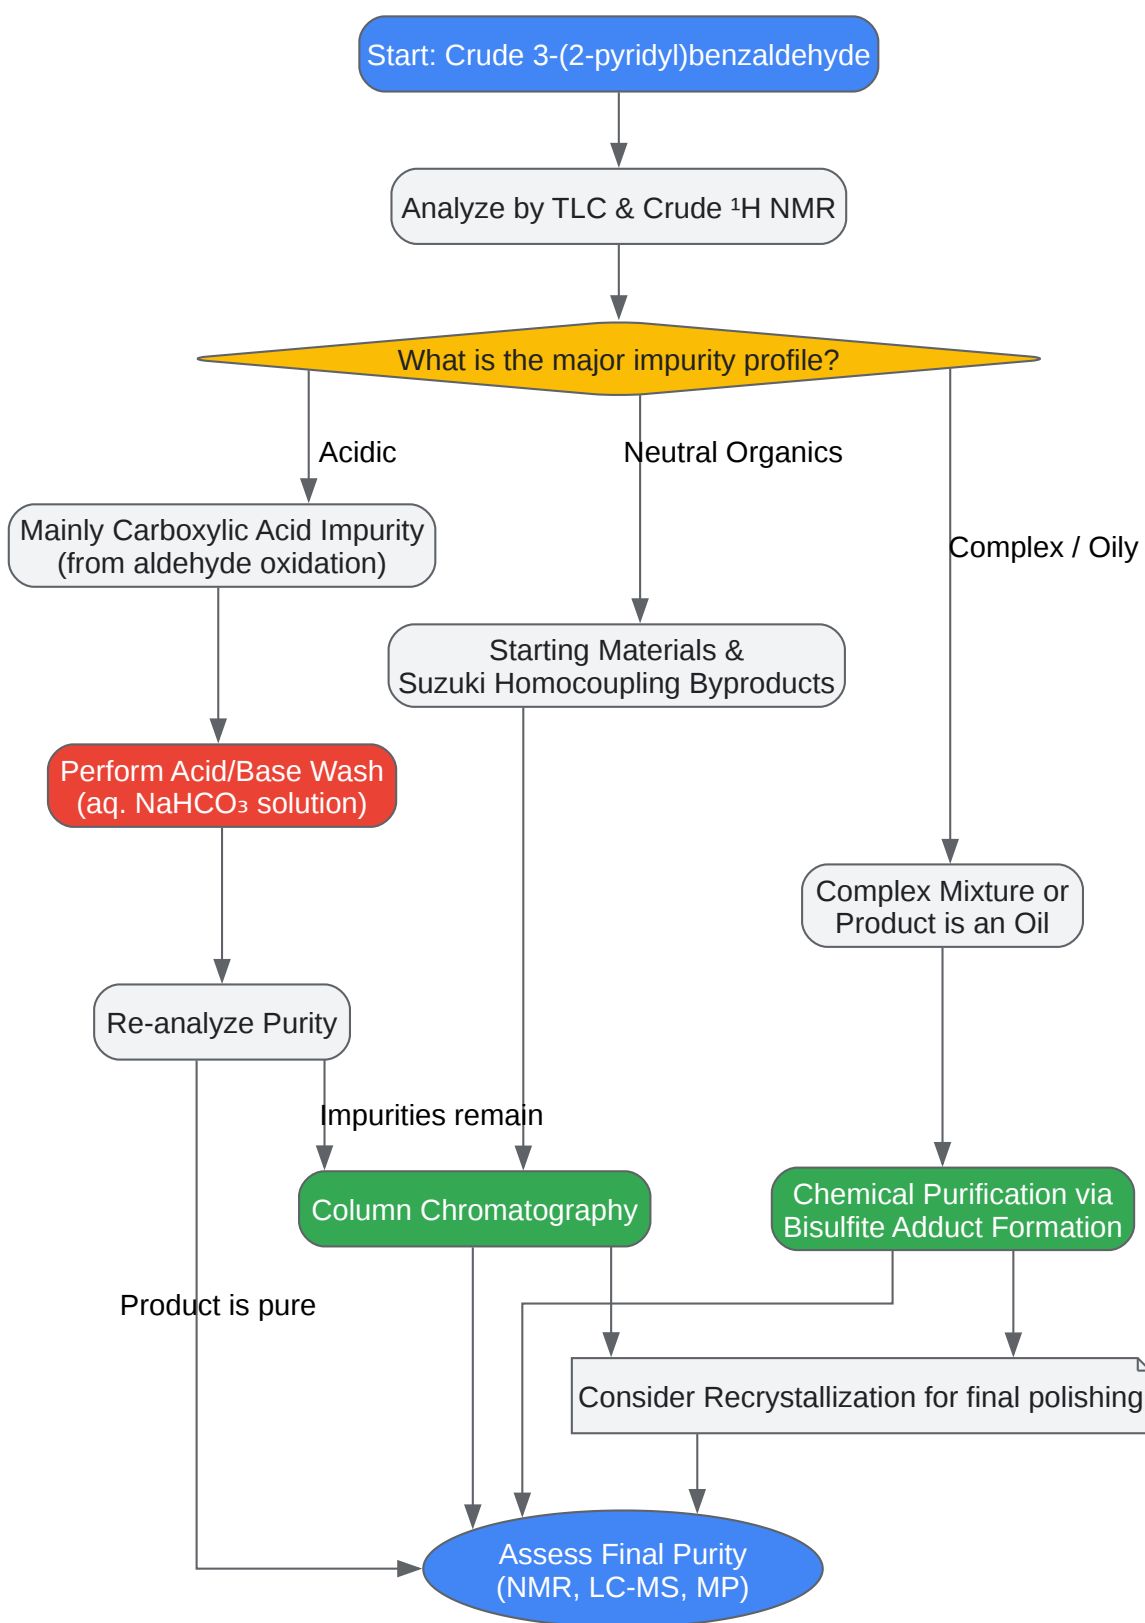 Start: Crude 3-(2-pyridyl)benzaldehyde
Analyze by TLC & Crude ¹H NMR
What is the major impurity profile?
Acidic
Neutral Organics
Mainly Carboxylic Acid Impurity
(from aldehyde oxidation)
Complex / Oily
Starting Materials &
Suzuki Homocoupling Byproducts
Perform Acid/Base Wash
(aq. NaHCO₃ solution)
Complex Mixture or
Product is an Oil
Re-analyze Purity
Impurities remain
Column Chromatography
Chemical Purification via
Bisulfite Adduct Formation
Product is pure
Consider Recrystallization for final polishing
Assess Final Purity
(NMR, LC-MS, MP)